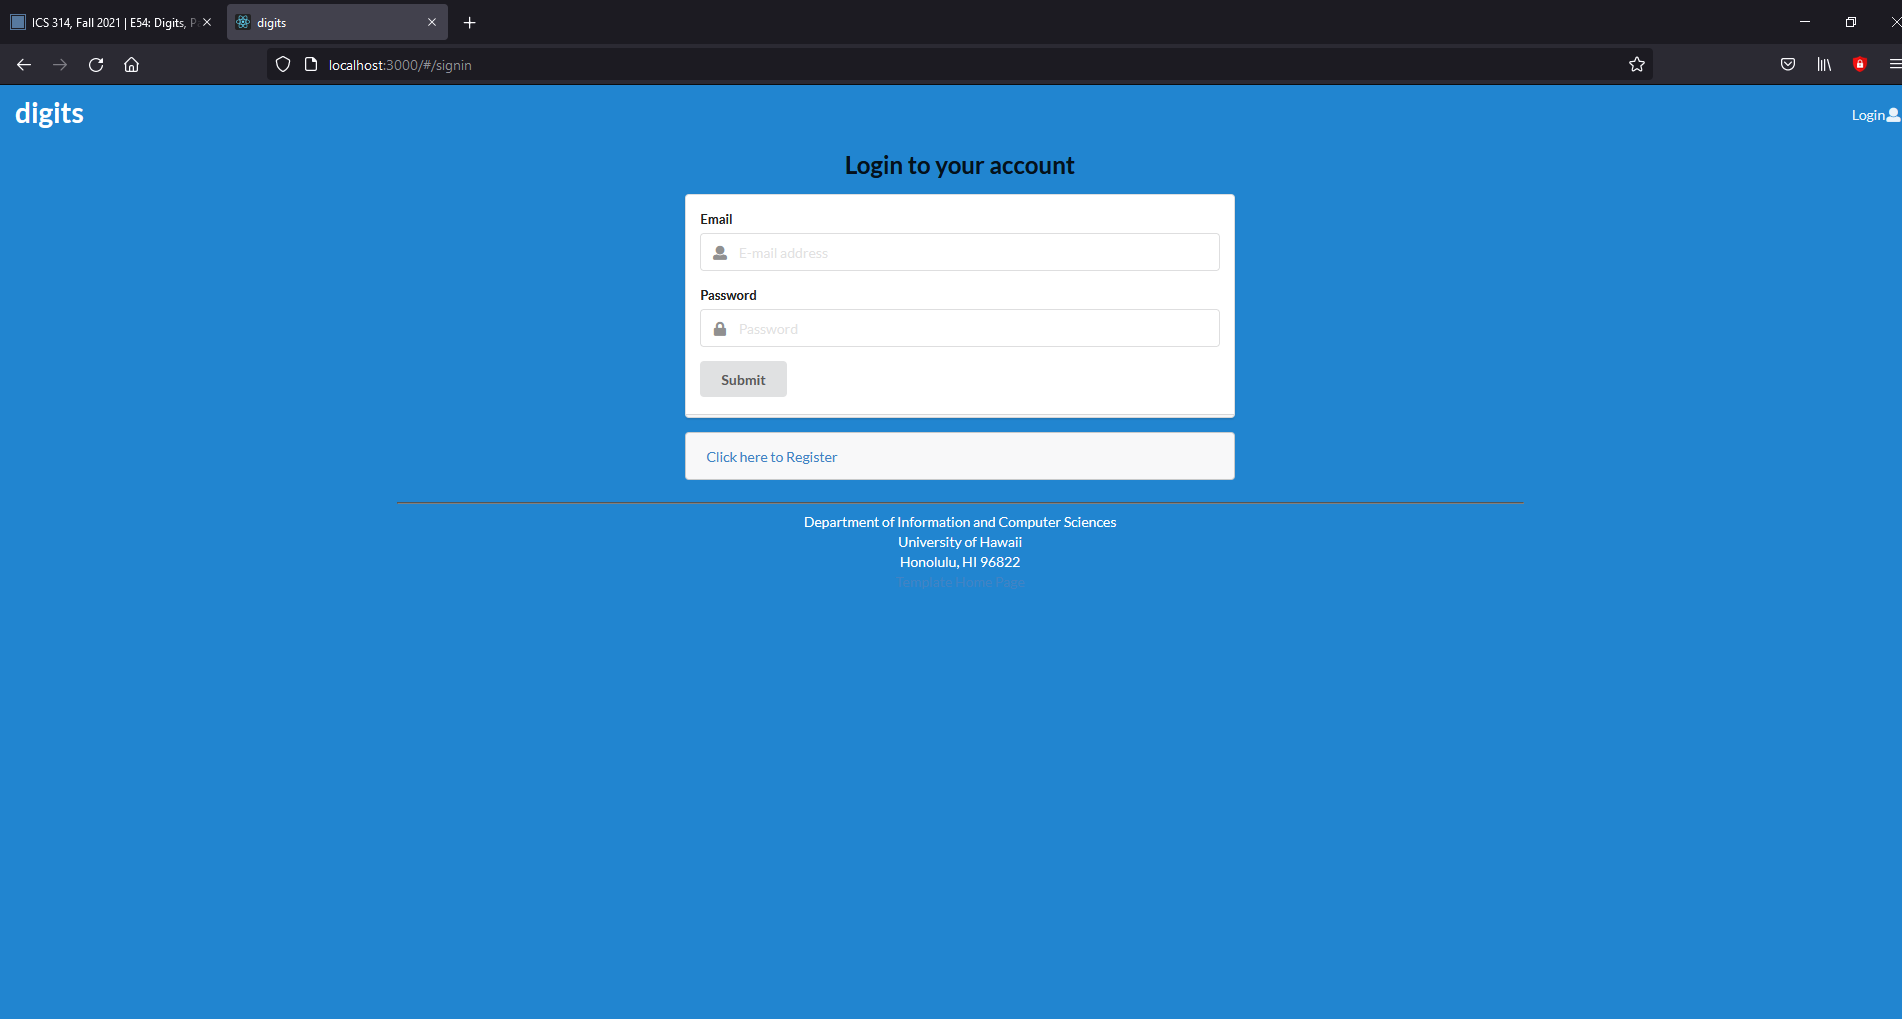 ICS 314, Fall 2021 | E54: Digits, P
digits
localhost:3000/#/signin
digits
Login
Login to your account
Email
E-mail address
Password
Password
Submit
Click here to Register
Department of Information and Computer Sciences
University of Hawaii
Honolulu, HI 96822
Template Home Page